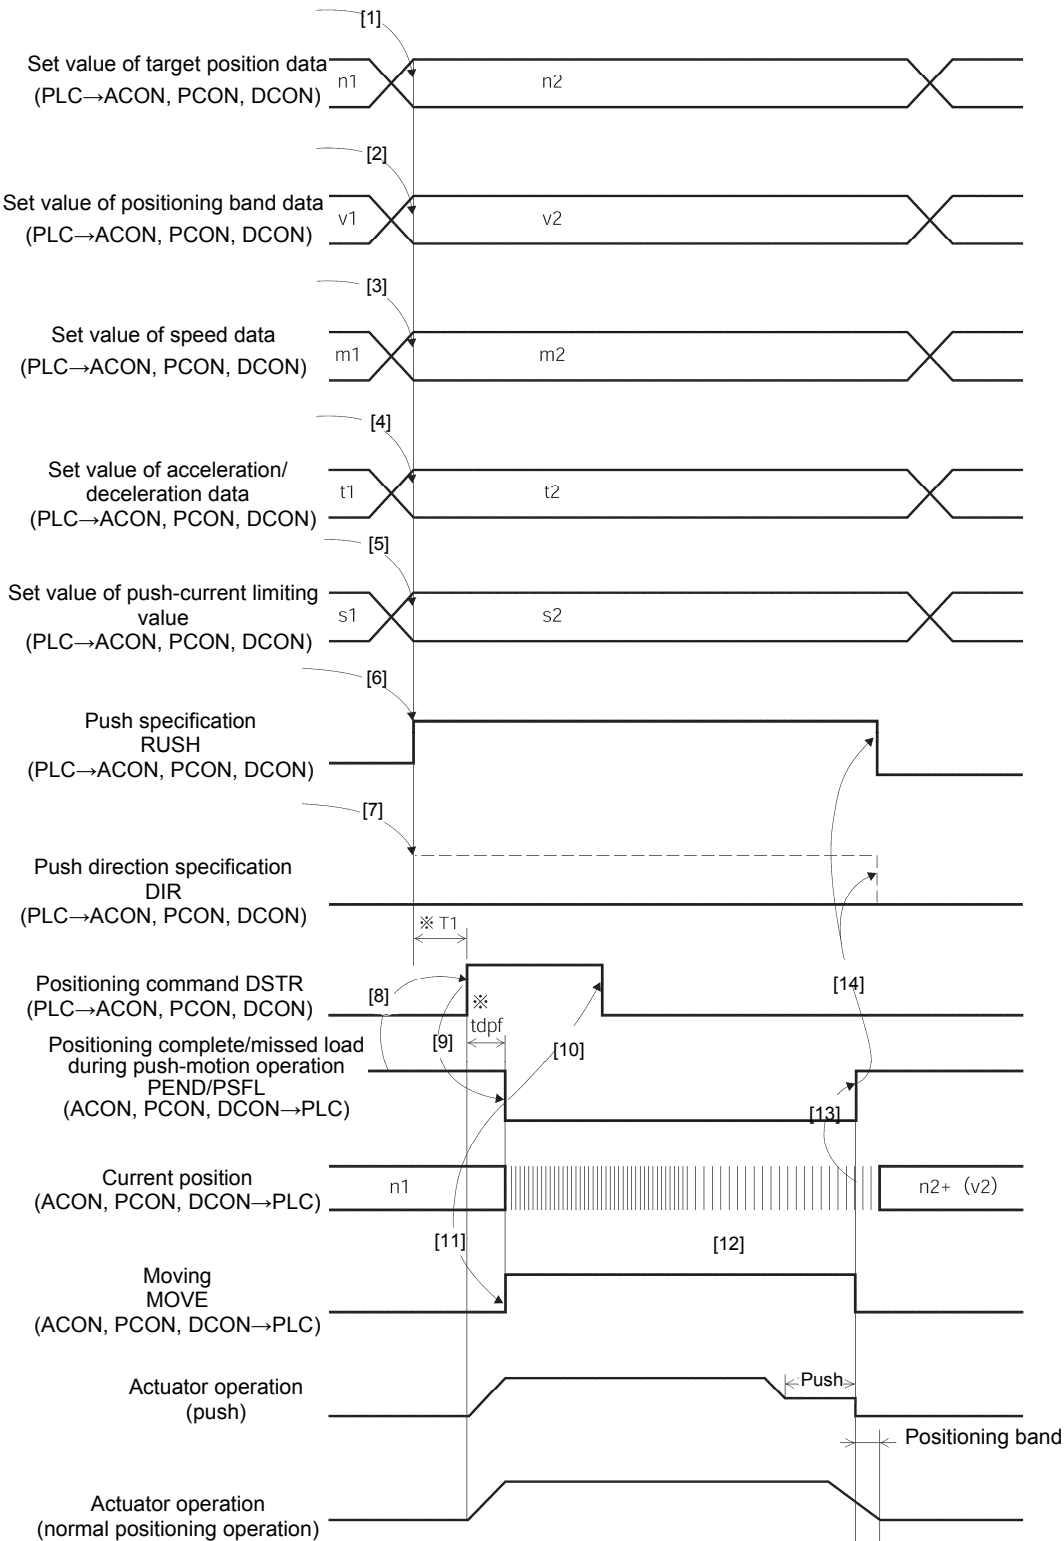 [1]
Set value of target position data
(PLC→ACON, PCON, DCON)
n1
n2
[2]
Set value of positioning band data
(PLC→ACON, PCON, DCON)
v1
v2
[3]
Set value of speed data
(PLC→ACON, PCON, DCON)
m1
m2
[4]
Set value of acceleration/
deceleration data
(PLC→ACON, PCON, DCON)
t1
t2
[5]
Set value of push-current limiting
value
(PLC→ACON, PCON, DCON)
s1
s2
[6]
Push specification
RUSH
(PLC→ACON, PCON, DCON)
[7]
Push direction specification
DIR
(PLC→ACON, PCON, DCON)
※ T1
Positioning command DSTR
(PLC→ACON, PCON, DCON)
[8]
※
tdpf
[14]
Positioning complete/missed load
during push-motion operation
PEND/PSFL
(ACON, PCON, DCON→PLC)
[9]
[10]
[13]
Current position
(ACON, PCON, DCON→PLC)
n1
n2+（v2）
[11]
[12]
Moving
MOVE
(ACON, PCON, DCON→PLC)
Actuator operation
(push)
Push
Positioning band
Actuator operation
(normal positioning operation)